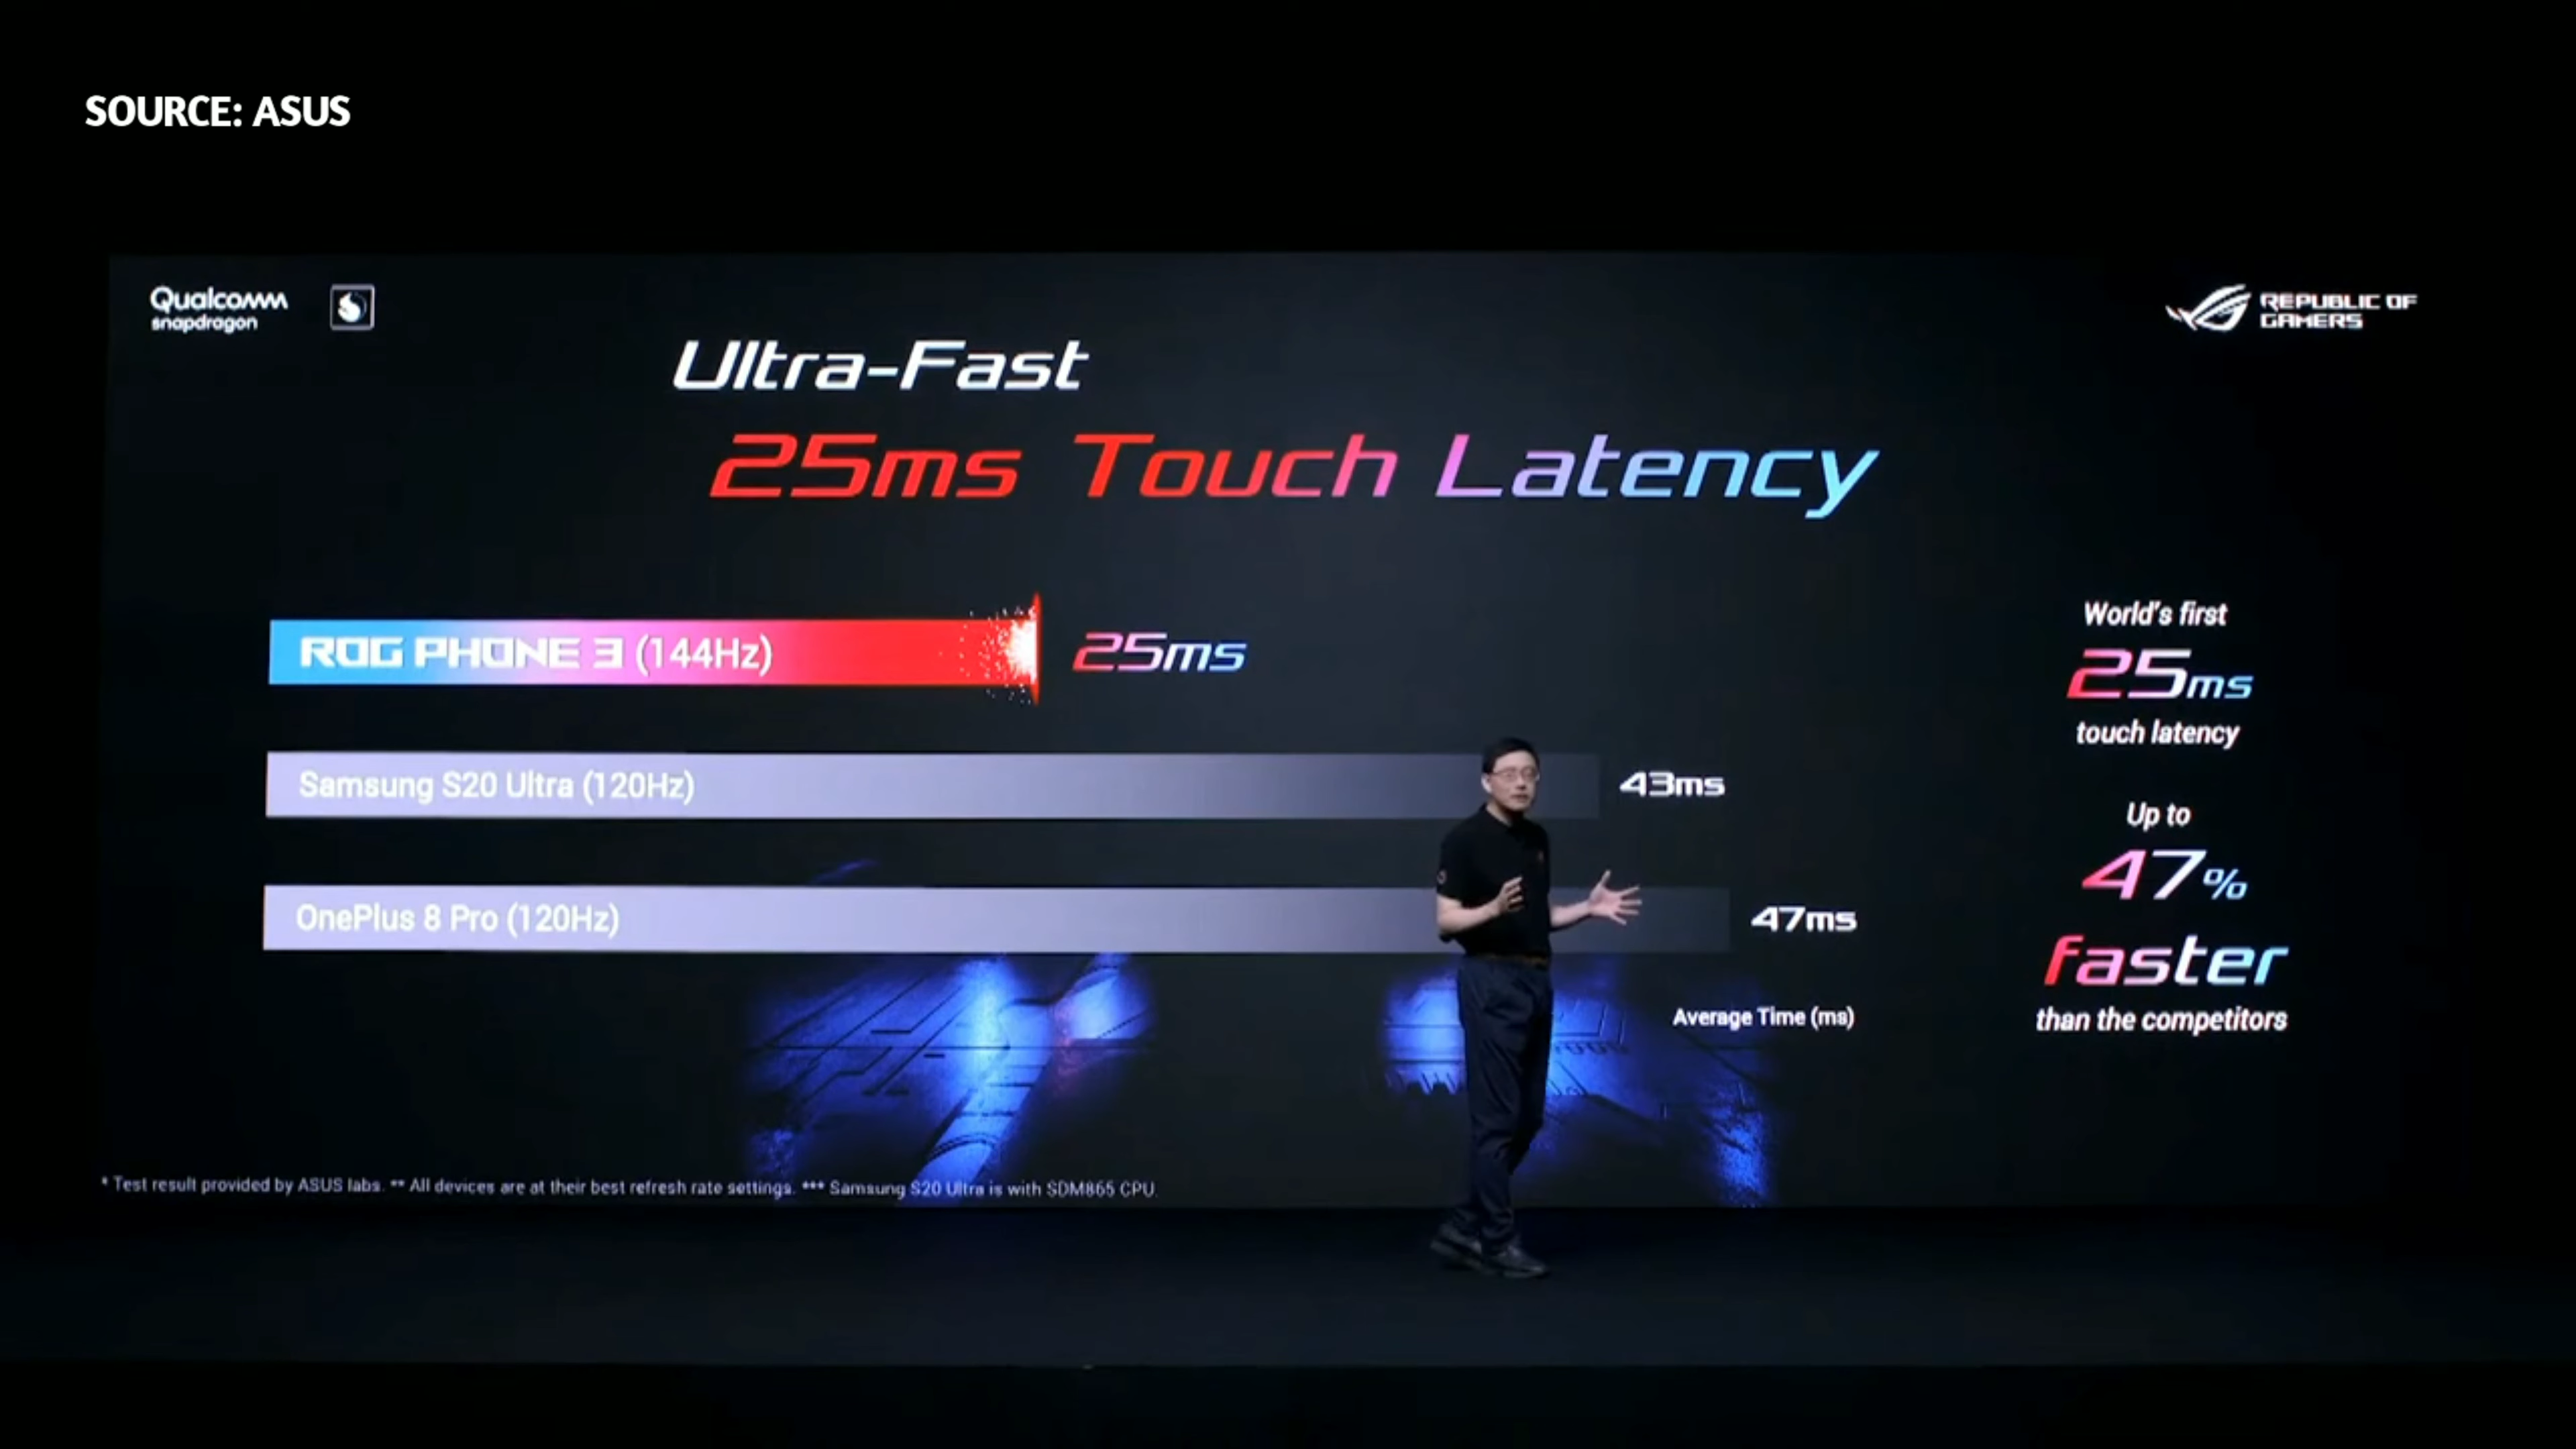 SOURCE: ASUS
Qualcomm
snapdragon
REPUBLIC OF
GAMERS
Ultra-Fast
25ms Touch Latency
ROG PHONE 3 (144Hz)
25ms
Samsung S20 Ultra (120Hz)
43ms
OnePlus 8 Pro (120Hz)
47ms
Average Time (ms)
World's first
25ms
touch latency
Up to
47%
faster
than the competitors
* Test result provided by ASUS labs. ** All devices are at their best refresh rate settings. *** Samsung S20 Ultra is with SDM865 CPU.